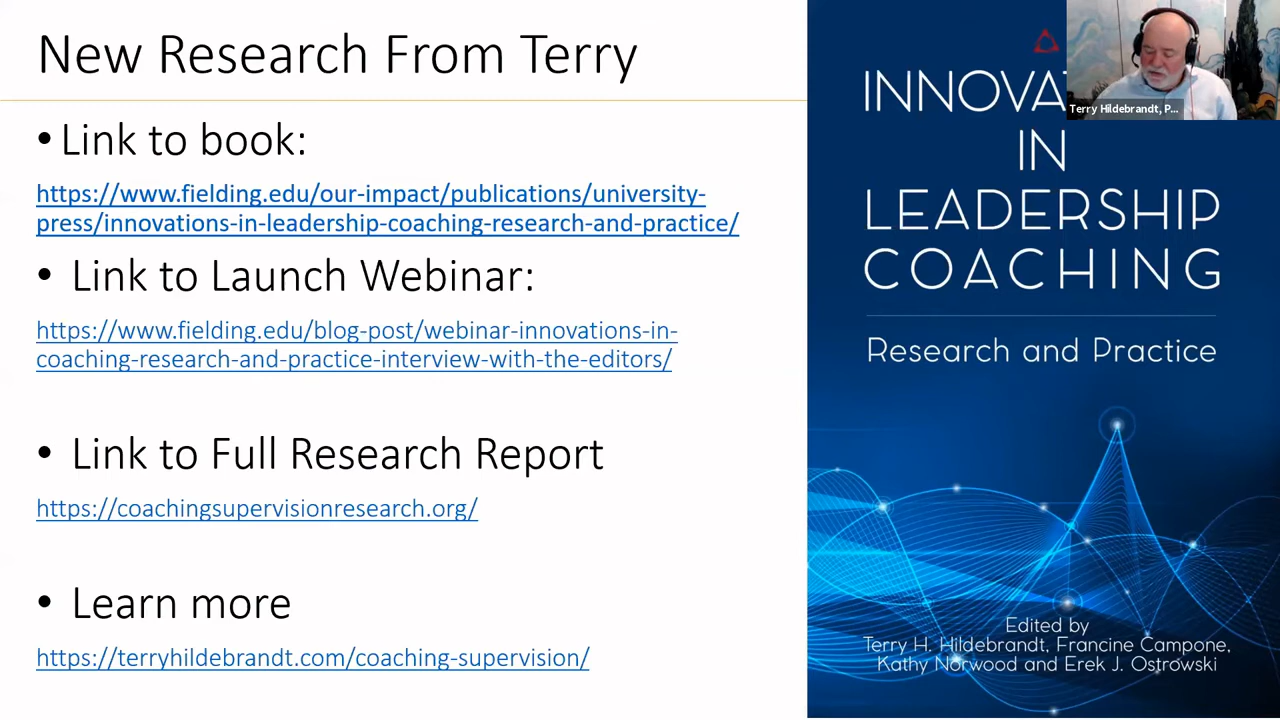 New Research From Terry
•Link to book:
https://www.fielding.edu/our-impact/publications/university-
press/innovations-in-leadership-coaching-research-and-practice/
• Link to Launch Webinar:
https://www.fielding.edu/blog-post/webinar-innovations-in-
coaching-research-and-practice-interview-with-the-editors/
• Link to Full Research Report
https://coachingsupervisionresearch.org/
• Learn more
https://terryhildebrandt.com/coaching-supervision/
Terry Hildebrandt, P...
INNOVA
IN
LEADERSHIP
COACHING
Research and Practice
Edited by
Terry H. Hildebrandt, Francine Campone,
Kathy Norwood and Erek J. Ostrowski